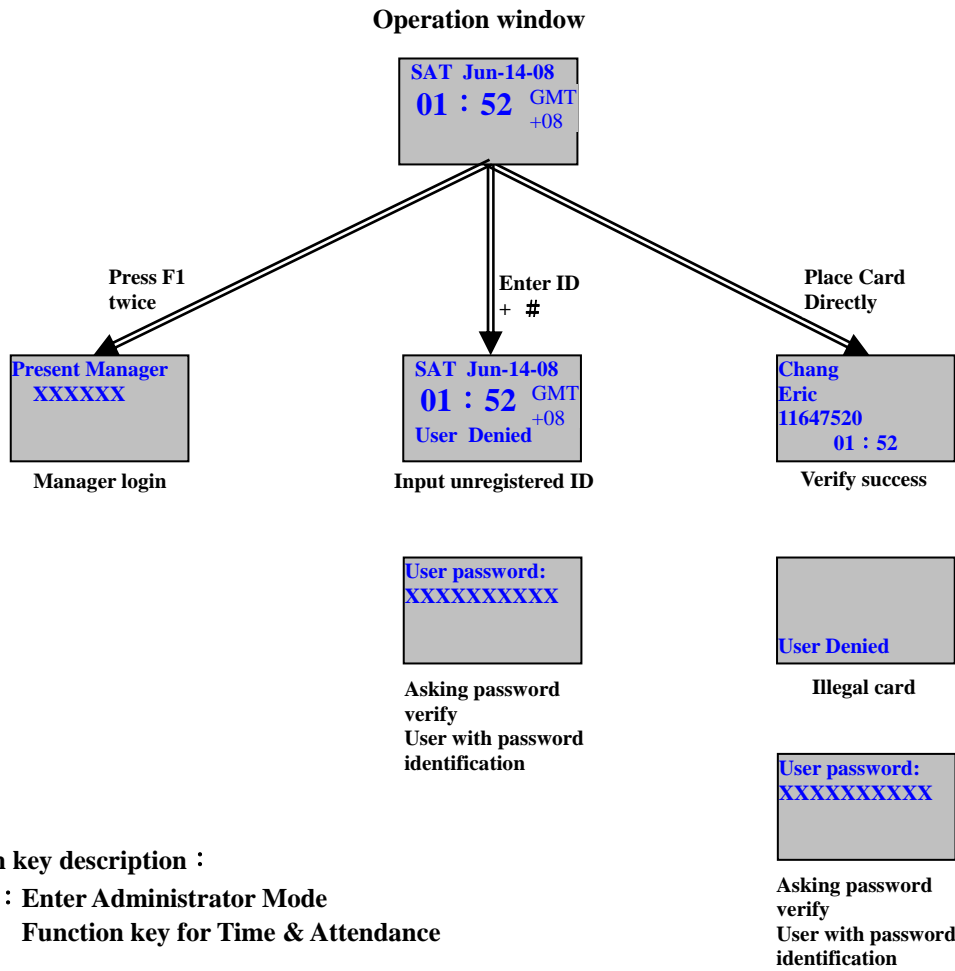 Operation window
SAT Jun-14-08
01：52 GMT
+08
Press F1
twice
Enter ID
+ #
Place Card
Directly
Present Manager
XXXXXX
Manager login
SAT Jun-14-08
01：52 GMT
+08
User Denied
Input unregistered ID
Chang
Eric
11647520
01：52
Verify success
User password:
XXXXXXXXXX
Asking password
verify
User with password
identification
User Denied
Illegal card
User password:
XXXXXXXXXX
Asking password
verify
User with password
identification
key description：
：Enter Administrator Mode
Function key for Time & Attendance